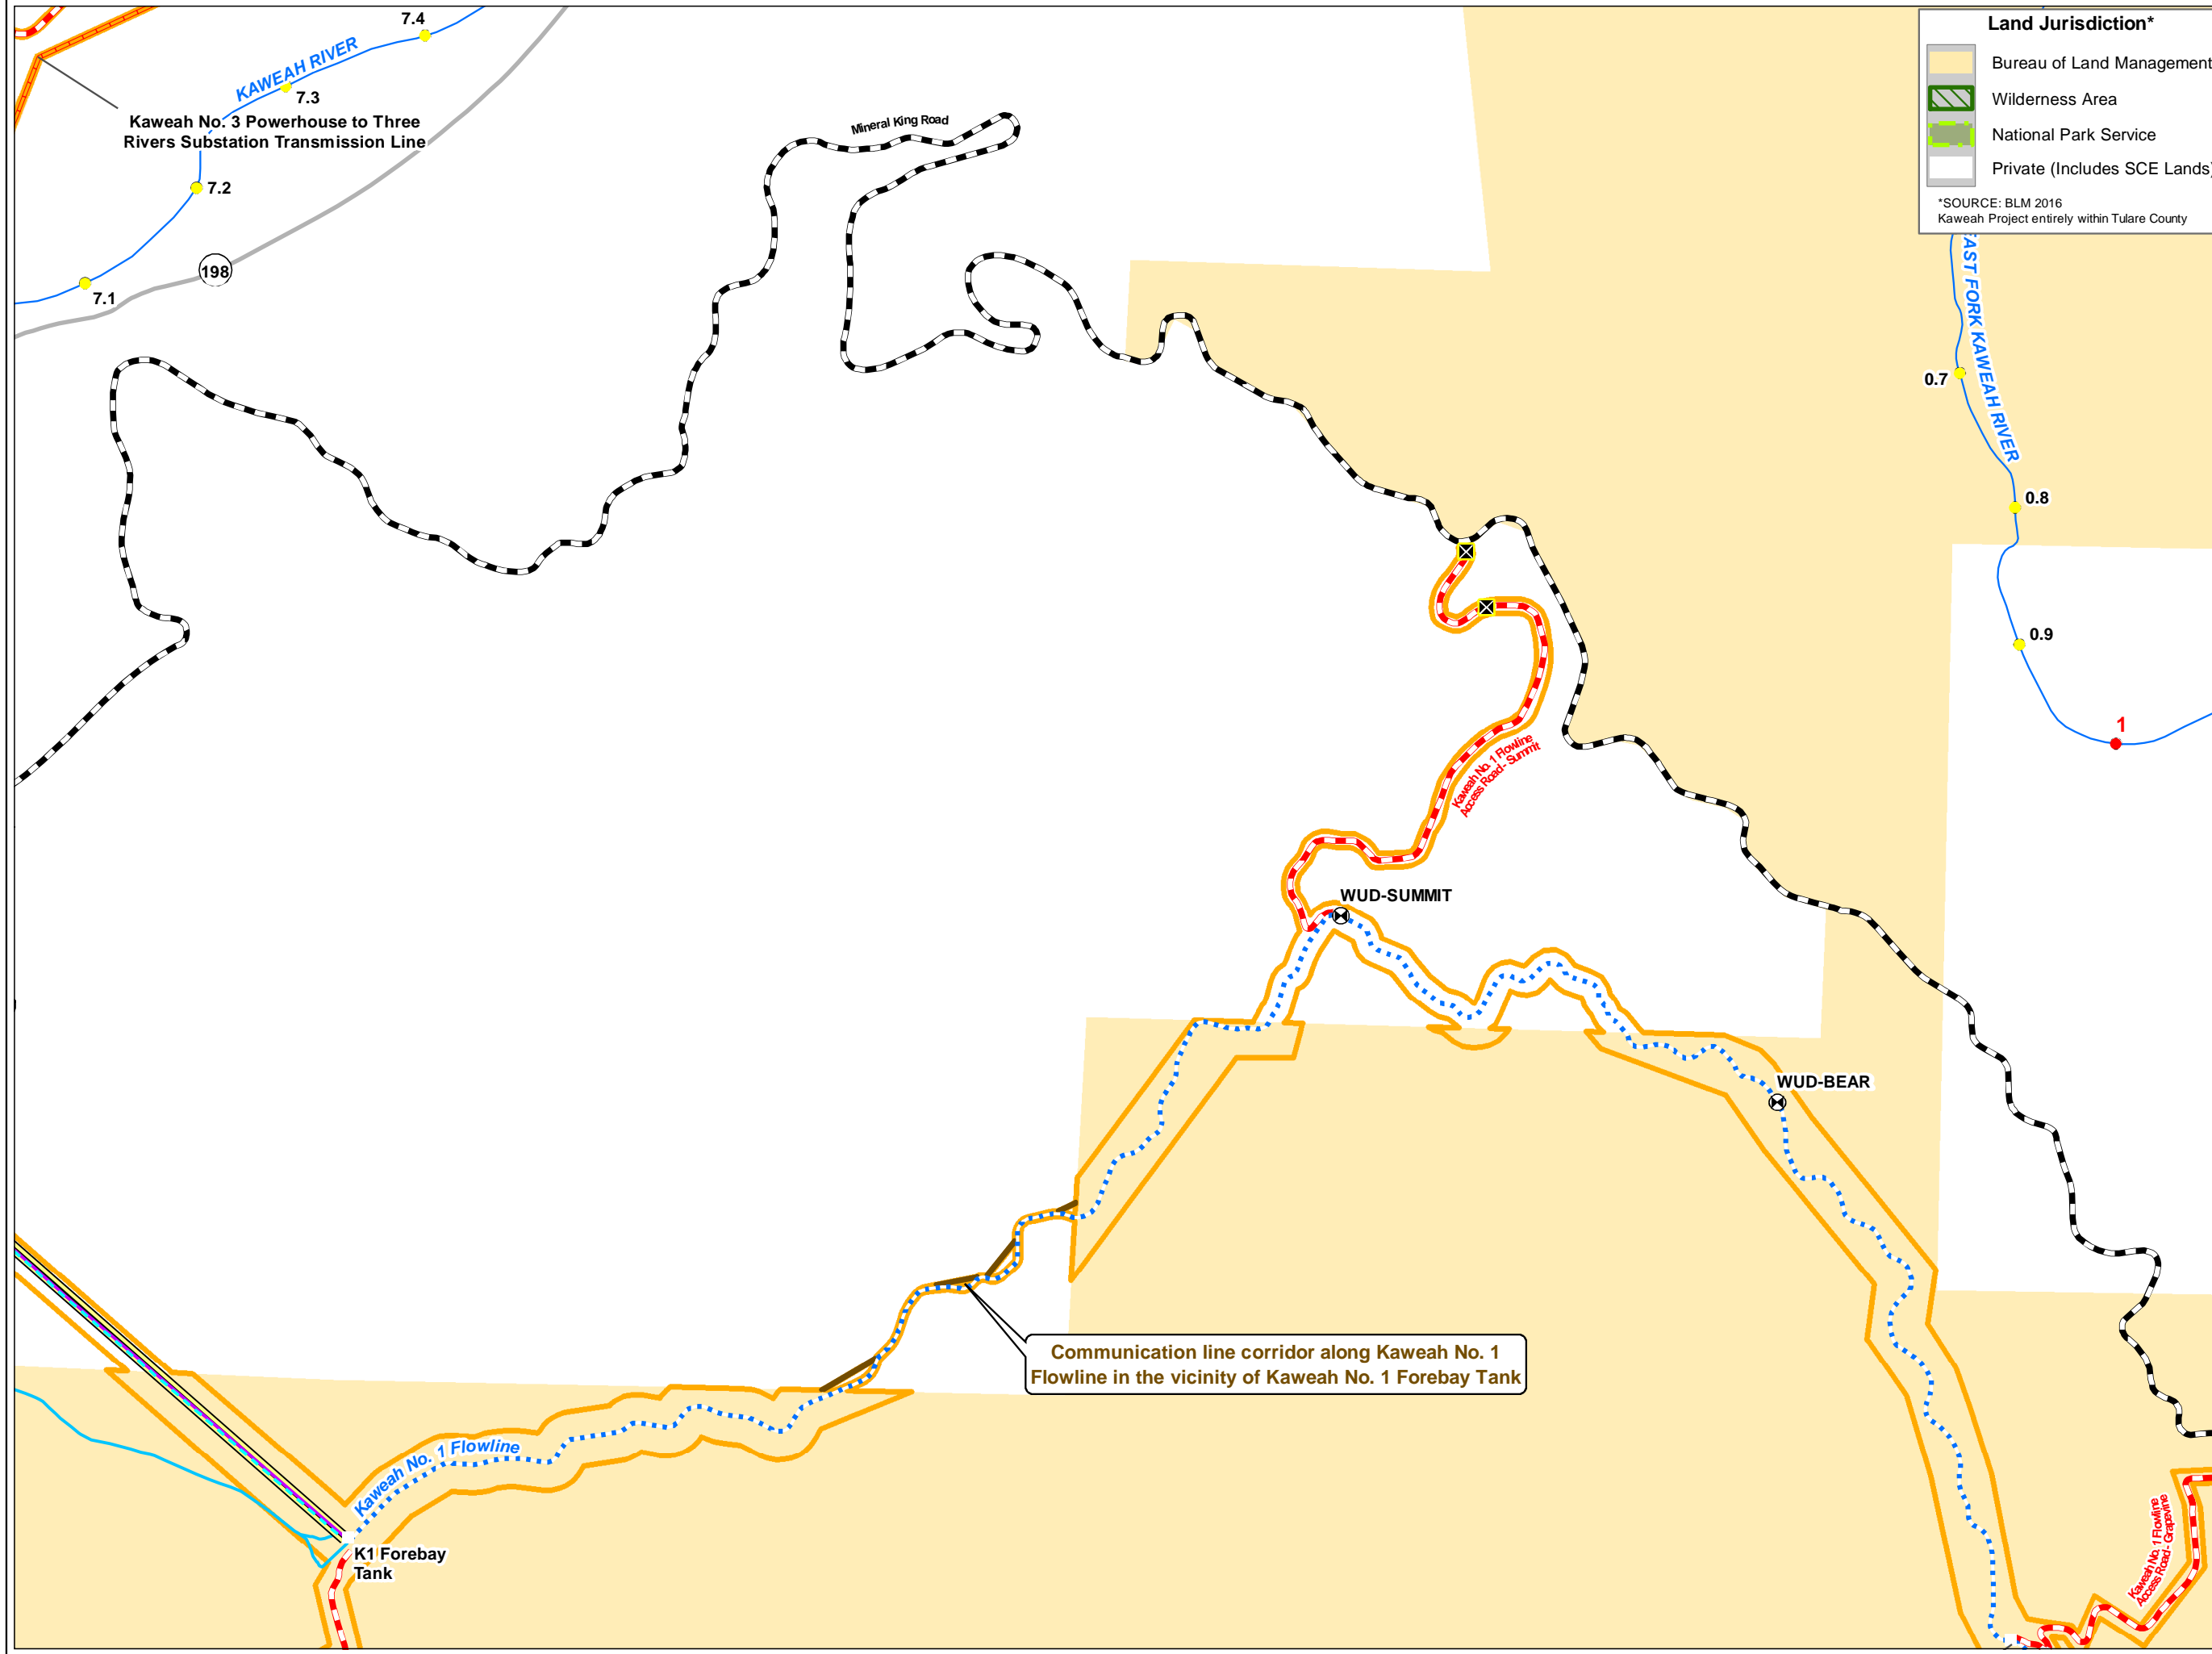 7.4
KAWEAH RIVER
7.3
Kaweah No. 3 Powerhouse to Three
Rivers Substation Transmission Line
7.2
198
7.1
Mineral King Road
Land Jurisdiction*
Bureau of Land Management
Wilderness Area
National Park Service
Private (Includes SCE Lands)
*SOURCE: BLM 2016
Kaweah Project entirely within Tulare County
EAST FORK KAWEAH RIVER
0.7
0.8
0.9
1
Kaweah No. 1 Flowline
Access Road - Summit
WUD-SUMMIT
WUD-BEAR
Communication line corridor along Kaweah No. 1
Flowline in the vicinity of Kaweah No. 1 Forebay Tank
Kaweah No. 1 Flowline
K1 Forebay
Tank
Kaweah No. 1 Flowline
Access Road - Grapevine